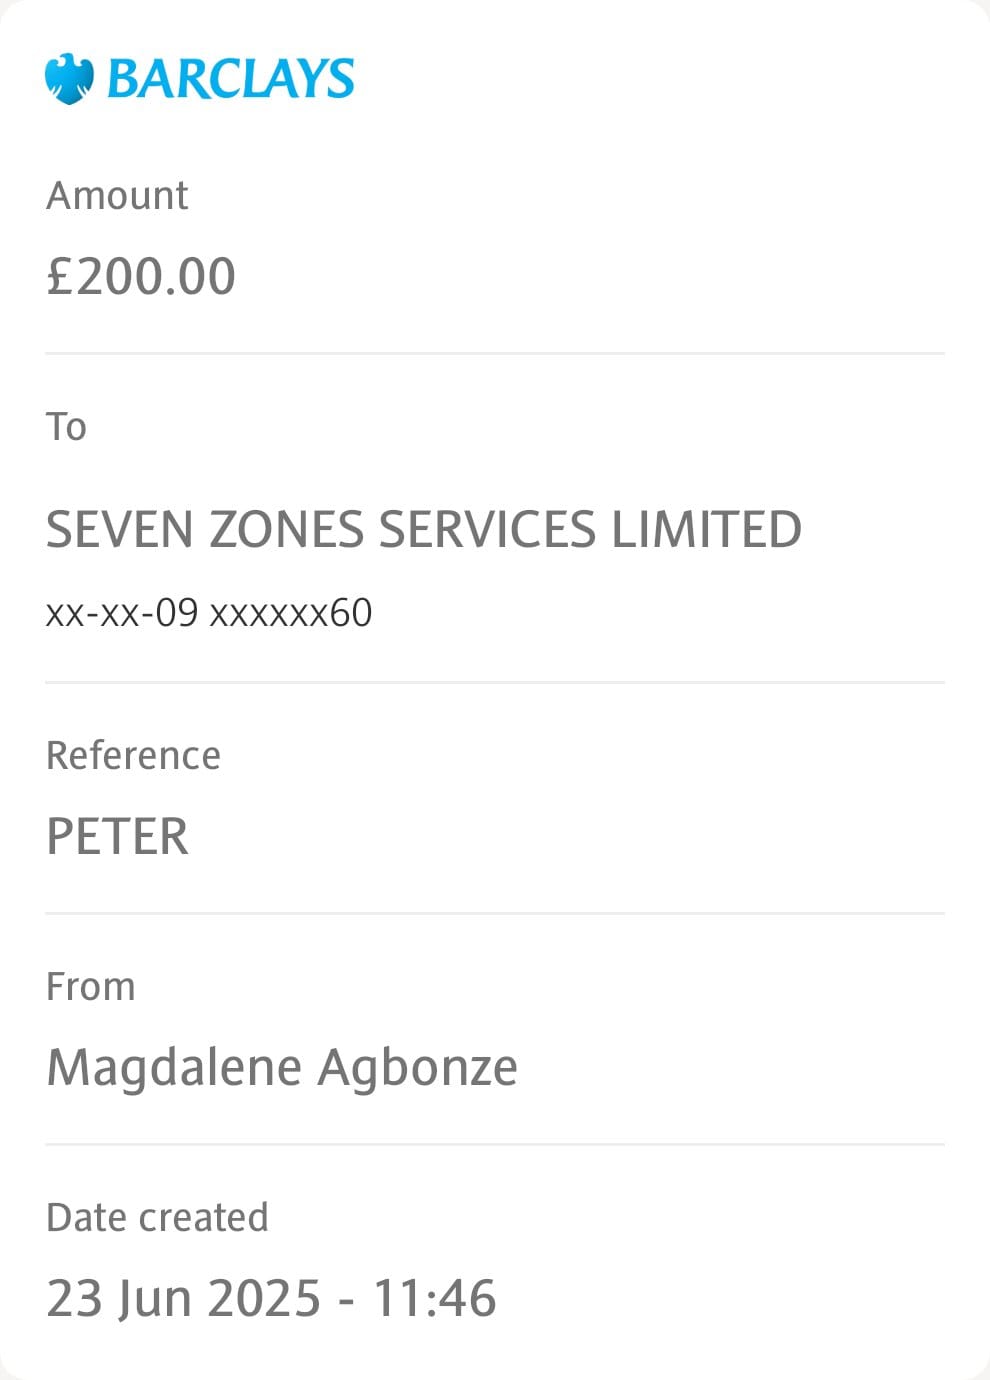 BARCLAYS
Amount
£200.00
To
SEVEN ZONES SERVICES LIMITED
xx-xx-09 xxxxxx60
Reference
PETER
From
Magdalene Agbonze
Date created
23 Jun 2025 - 11:46